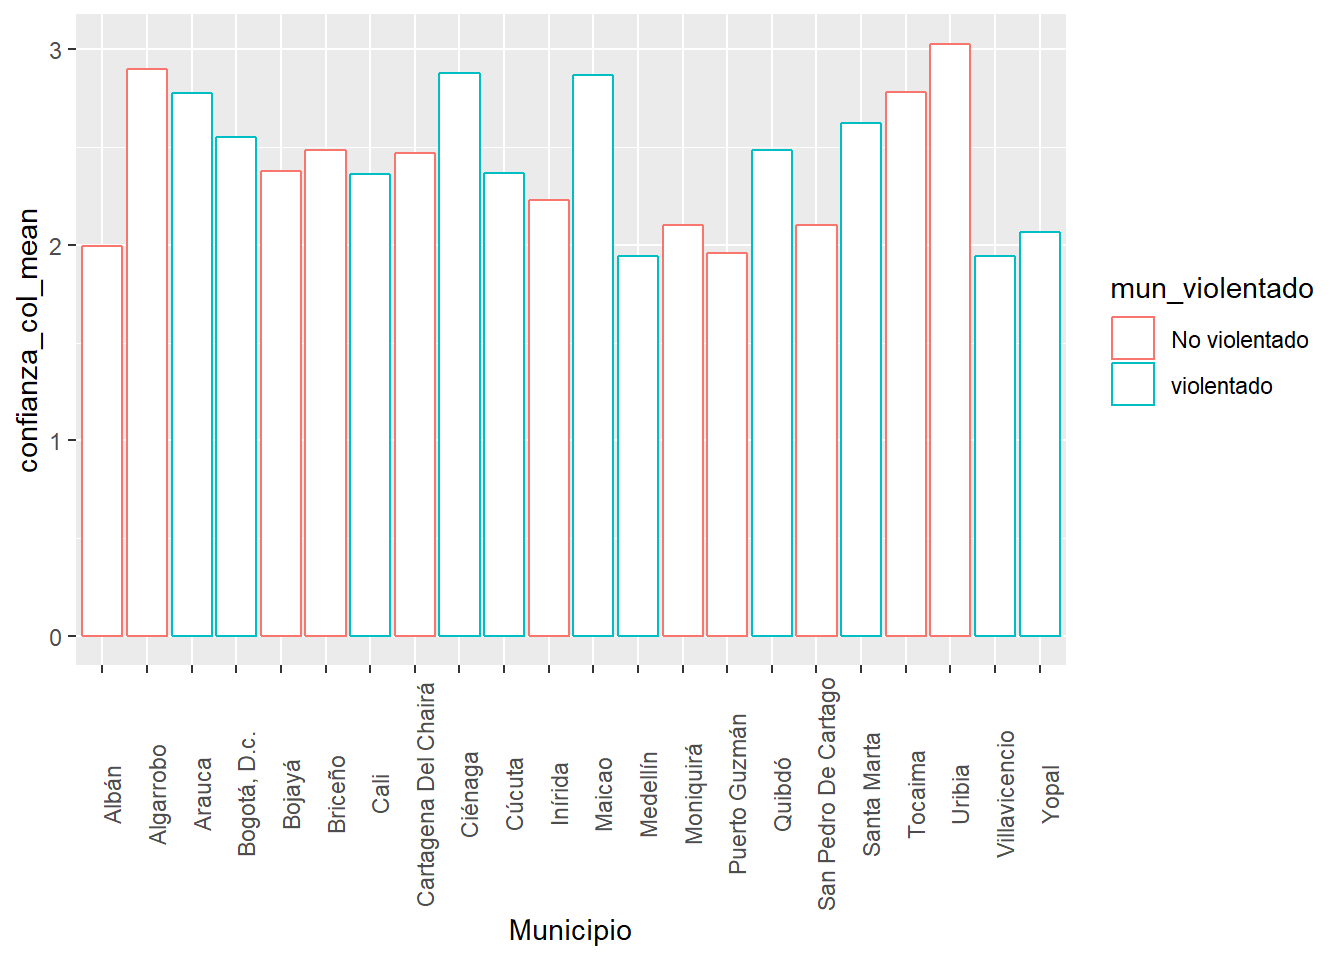 confianza_col_mean
3
2
1
0
Albán
Algarrobo
Arauca
Bogotá, D.c.
Bojayá
Briceño
Cali
Cartagena Del Chairá
Ciénaga
Cúcuta
Inírida
Maicao
Medellín
Moniquirá
Puerto Guzmán
Quibdó
San Pedro De Cartago
Santa Marta
Tocaima
Uribia
Villavicencio
Yopal
Municipio
mun_violentado
No violentado
violentado